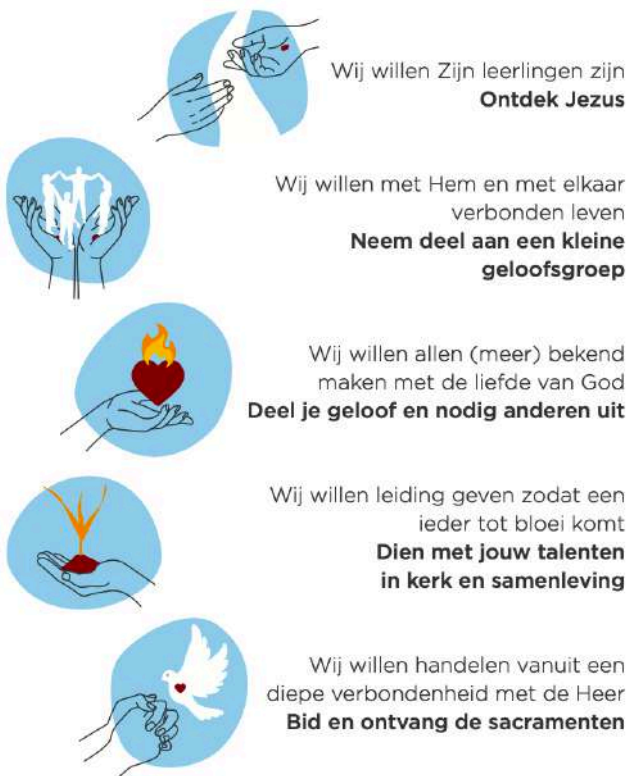 Wij willen Zijn leerlingen zijn
Ontdek Jezus
Wij willen met Hem en met elkaar
verbonden leven
Neem deel aan een kleine
geloofsgroep
Wij willen allen (meer) bekend
maken met de liefde van God
Deel je geloof en nodig anderen uit
Wij willen leiding geven zodat een
ieder tot bloei komt
Dien met jouw talenten
in kerk en samenleving
Wij willen handelen vanuit een
diepe verbondenheid met de Heer
Bid en ontvang de sacramenten